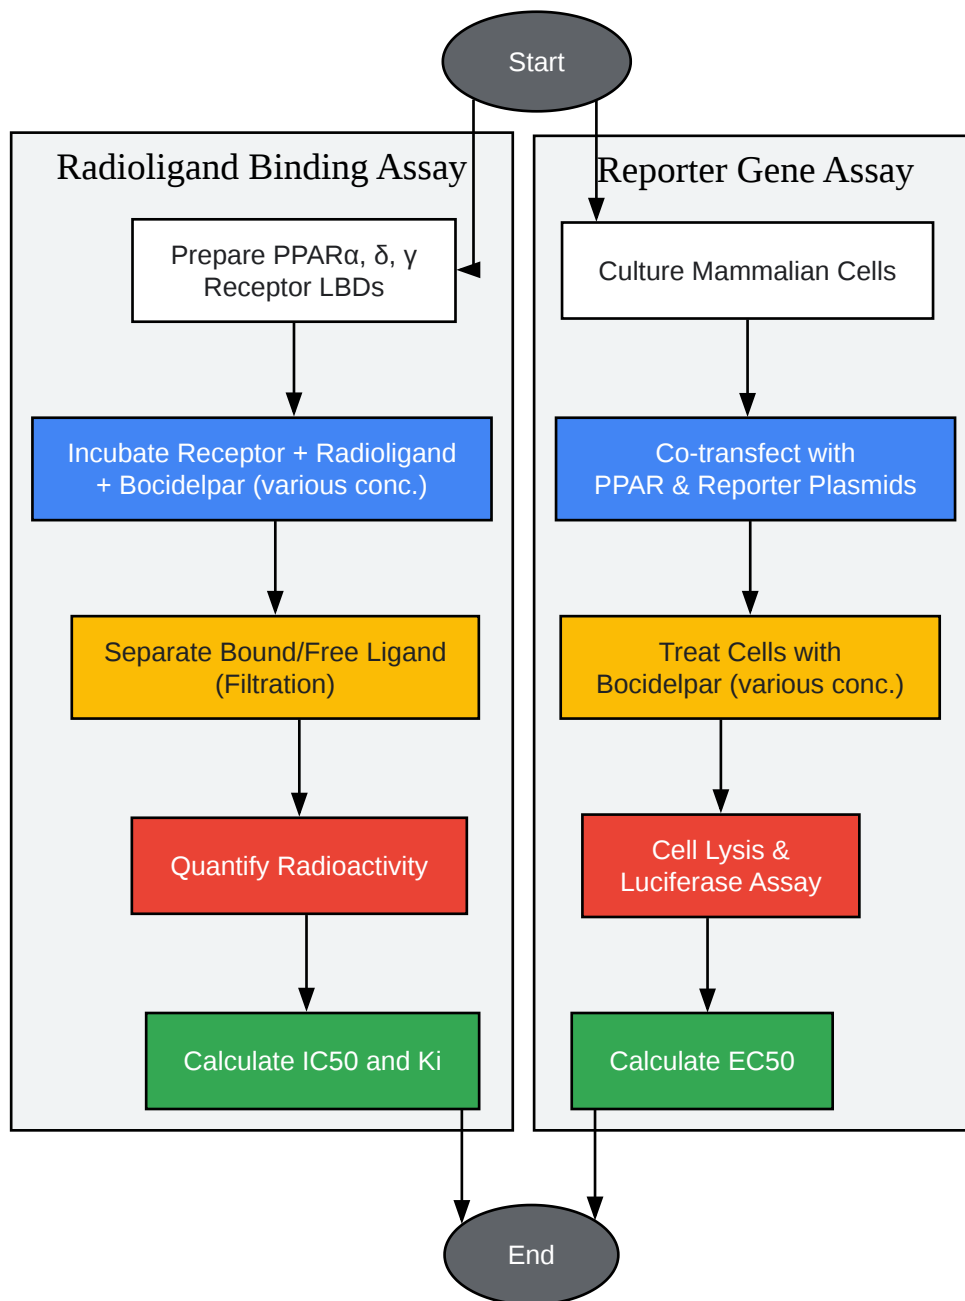 Start
Radioligand Binding Assay
Prepare PPARα, δ, γ
Receptor LBDs
Incubate Receptor + Radioligand
+ Bocidelpar (various conc.)
Separate Bound/Free Ligand
(Filtration)
Quantify Radioactivity
Calculate IC50 and Ki
Reporter Gene Assay
Culture Mammalian Cells
Co-transfect with
PPAR & Reporter Plasmids
Treat Cells with
Bocidelpar (various conc.)
Cell Lysis &
Luciferase Assay
Calculate EC50
End